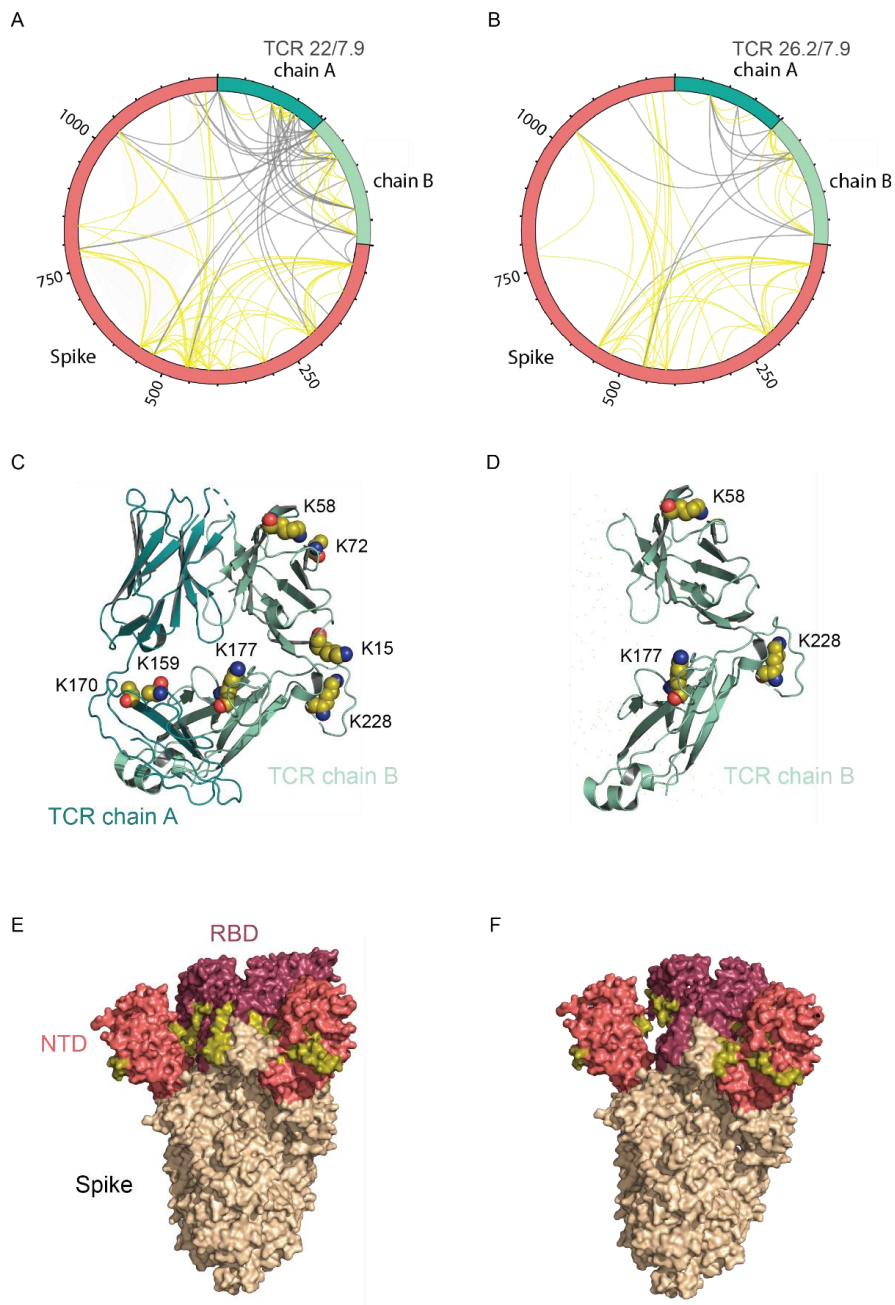 A
B
TCR 22/7.9
chain A
TCR 26.2/7.9
chain A
1000
chain B
1000
chain B
750
750
Spike
500
250
Spike
500
250
C
D
K58
K72
K15
K177
K159
K170
K228
TCR chain B
TCR chain A
K58
K177
K228
TCR chain B
E
F
RBD
NTD
Spike